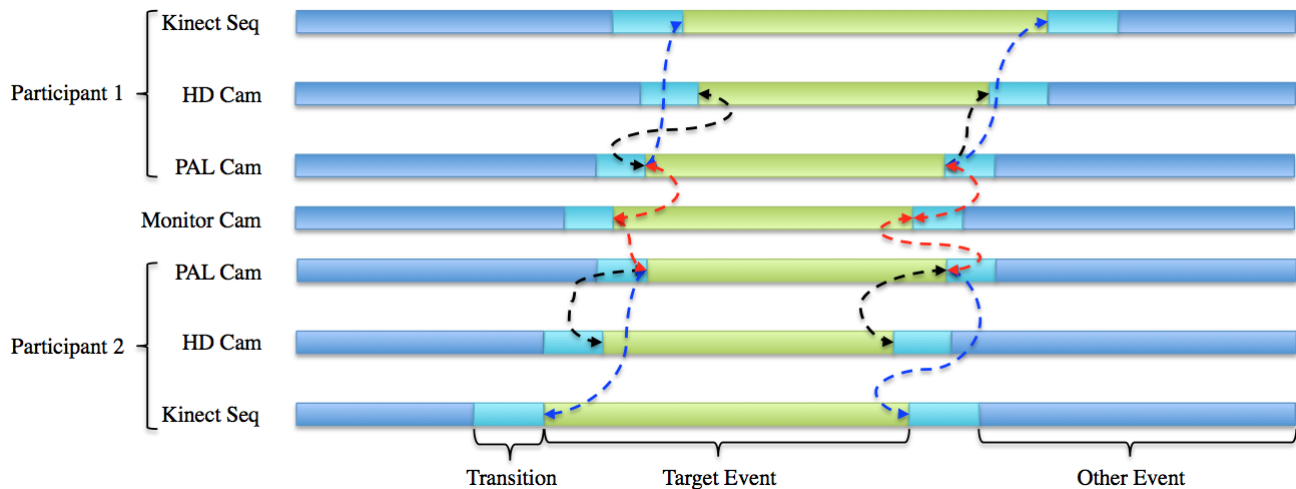 Kinect Seq
Participant 1
HD Cam
PAL Cam
Monitor Cam
PAL Cam
Participant 2
HD Cam
Kinect Seq
Transition
Target Event
Other Event